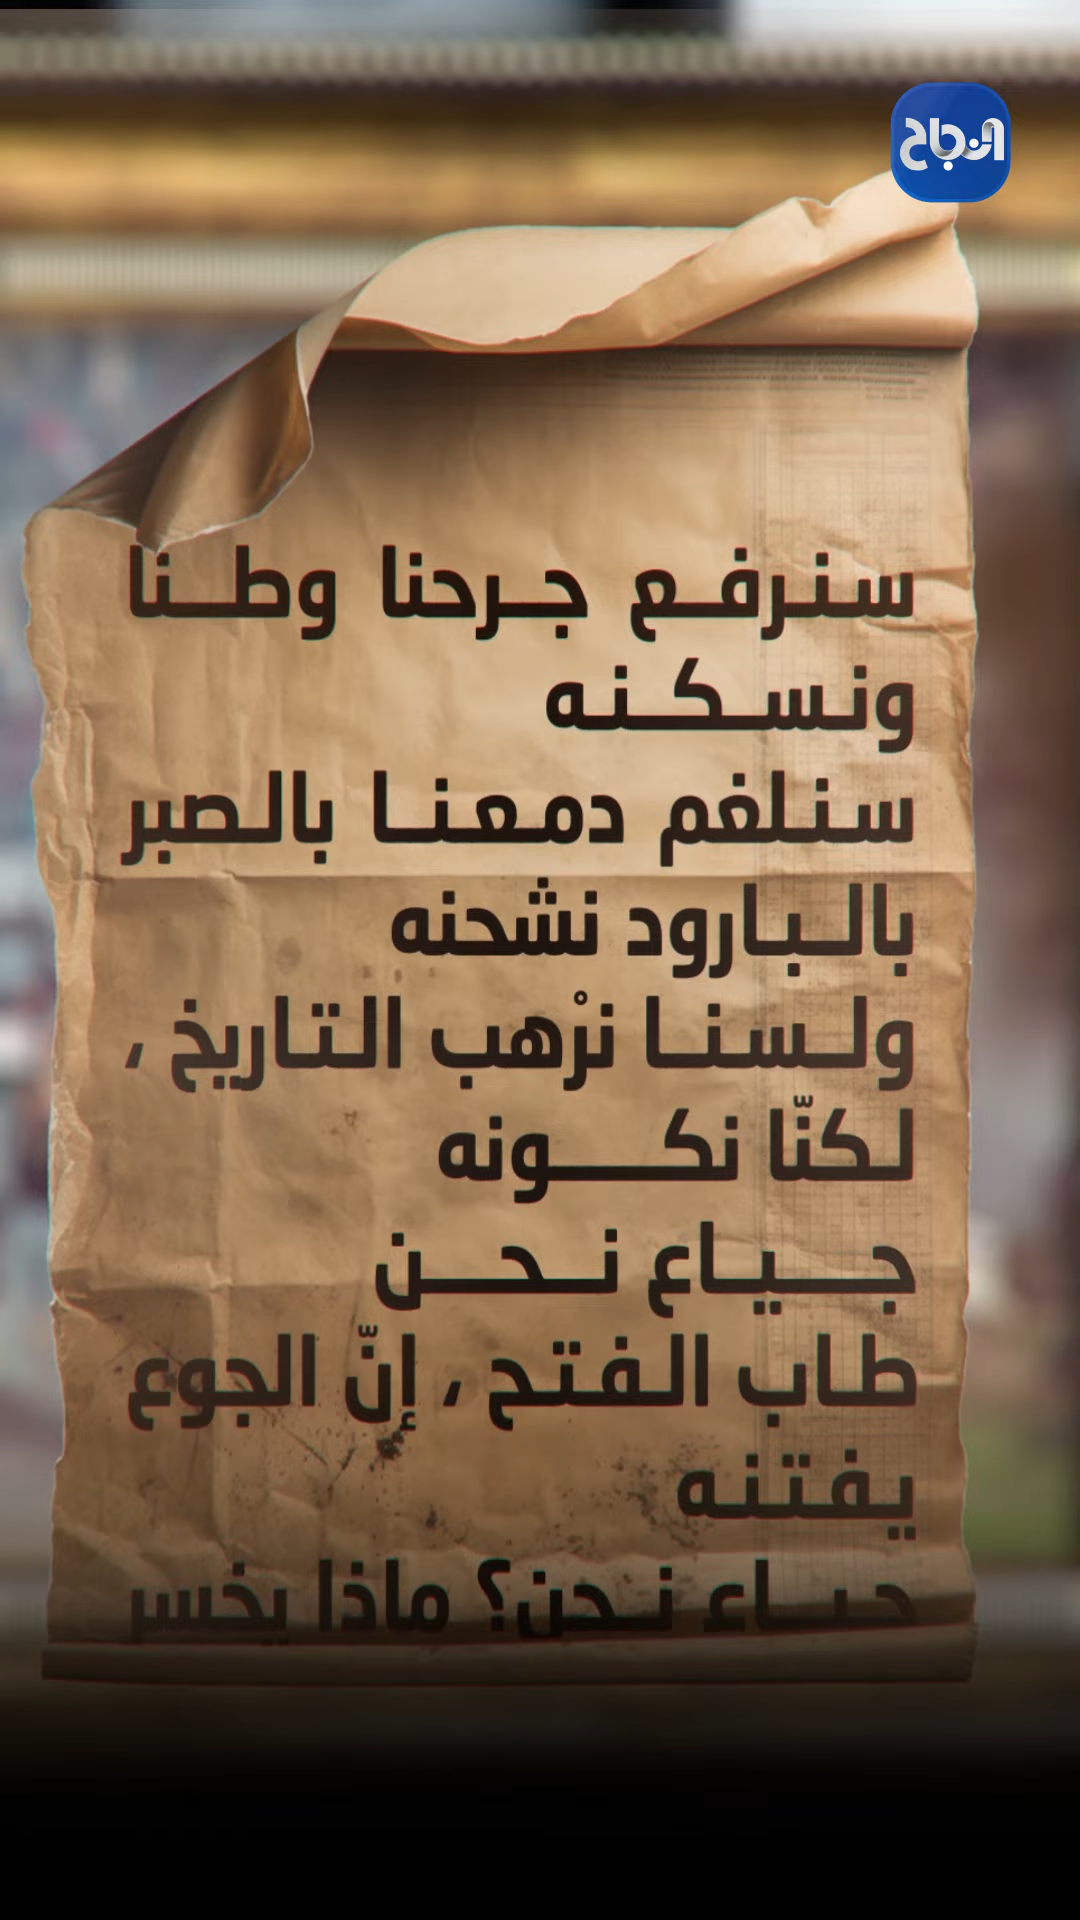 النجاح
سنرفع جرحنا وطنا
ونسكنه
سنلغم دمعنا بالصبر
بالبارود نشحنه
ولسنا نرْهب التاريخ ،
لكنّا نكونه
جياع نحن
طاب الفتح ، إنّ الجوع
يفتنه
جياع نحن؟ ماذا يخسر